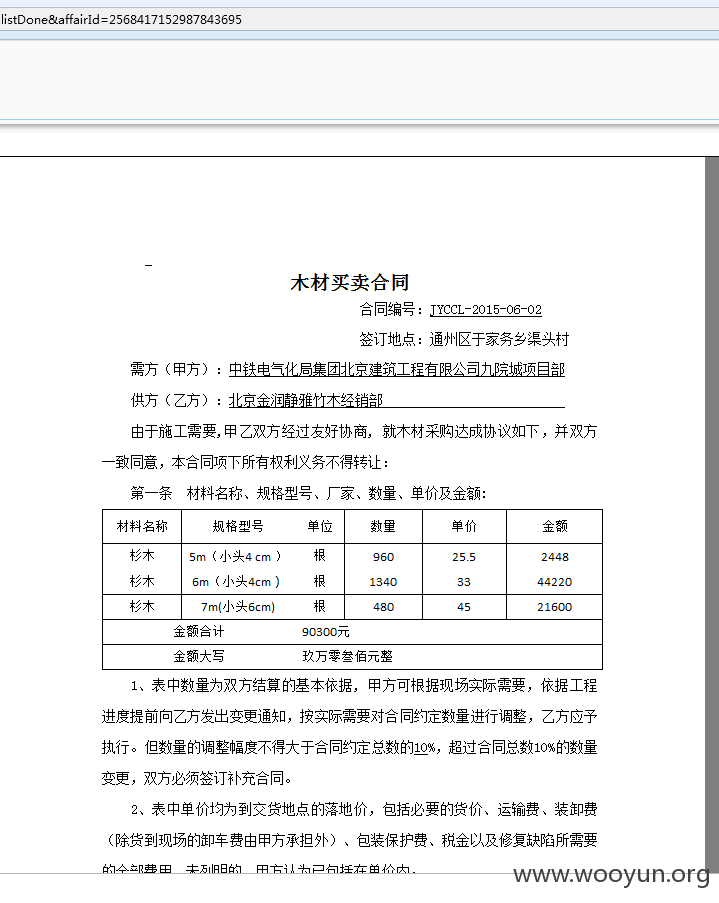 listDone&affairId=2568417152987843695
木材买卖合同
合同编号：JYCCL-2015-06-02
签订地点：通州区于家务乡渠头村
需方（甲方）：中铁电气化局集团北京建筑工程有限公司九院城项目部
供方（乙方）：北京金润静雅竹木经销部
由于施工需要,甲乙双方经过友好协商, 就木材采购达成协议如下，并双方
一致同意，本合同项下所有权利义务不得转让：
第一条 材料名称、规格型号、厂家、数量、单价及金额:
材料名称 规格型号 单位 数量 单价 金额
杉木 5m（小头4 cm ） 根 960 25.5 2448
杉木 6m（小头4cm ) 根 1340 33 44220
杉木 7m(小头6cm) 根 480 45 21600
金额合计 90300元
金额大写 玖万零叁佰元整
1、表中数量为双方结算的基本依据, 甲方可根据现场实际需要，依据工程
进度提前向乙方发出变更通知，按实际需要对合同约定数量进行调整，乙方应予
执行。但数量的调整幅度不得大于合同约定总数的10%，超过合同总数10%的数量
变更，双方必须签订补充合同。
2、表中单价均为到交货地点的落地价，包括必要的货价、运输费、装卸费
（除货到现场的卸车费由甲方承担外）、包装保护费、税金以及修复缺陷所需要
的全部费用，未列明的，甲方认为已包括在单价内。
www.wooyun.org